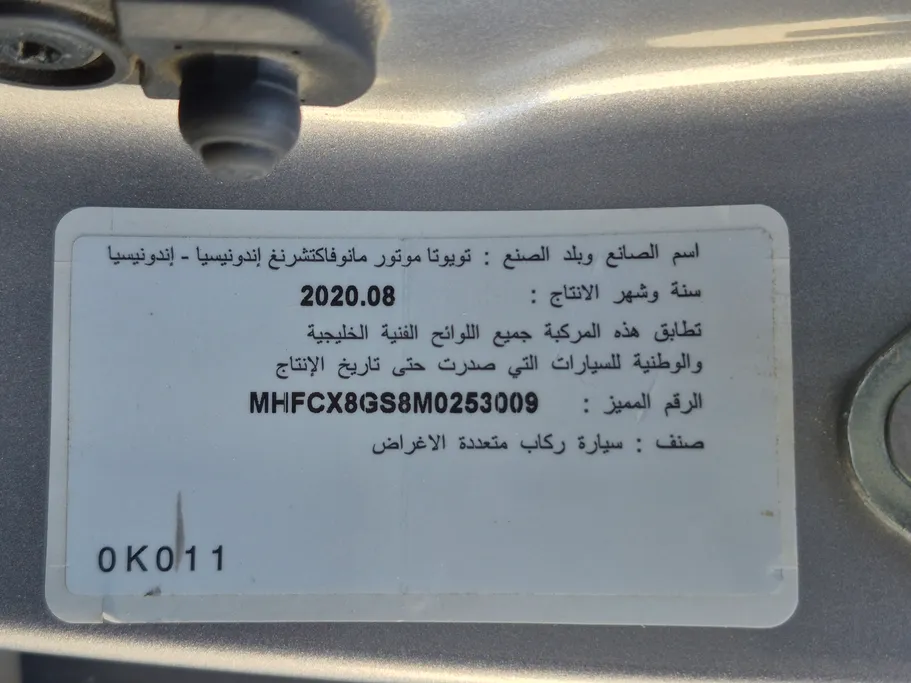 اسم الصانع وبلد الصنع : تويوتا موتور مانوفاكتشرنغ إندونيسيا - إندونيسيا
سنة وشهر الانتاج : 2020.08
تطابق هذه المركبة جميع اللوائح الفنية الخليجية
والوطنية للسيارات التي صدرت حتى تاريخ الإنتاج
الرقم المميز : MHFCX8GS8M0253009
صنف : سيارة ركاب متعددة الاغراض
0K011